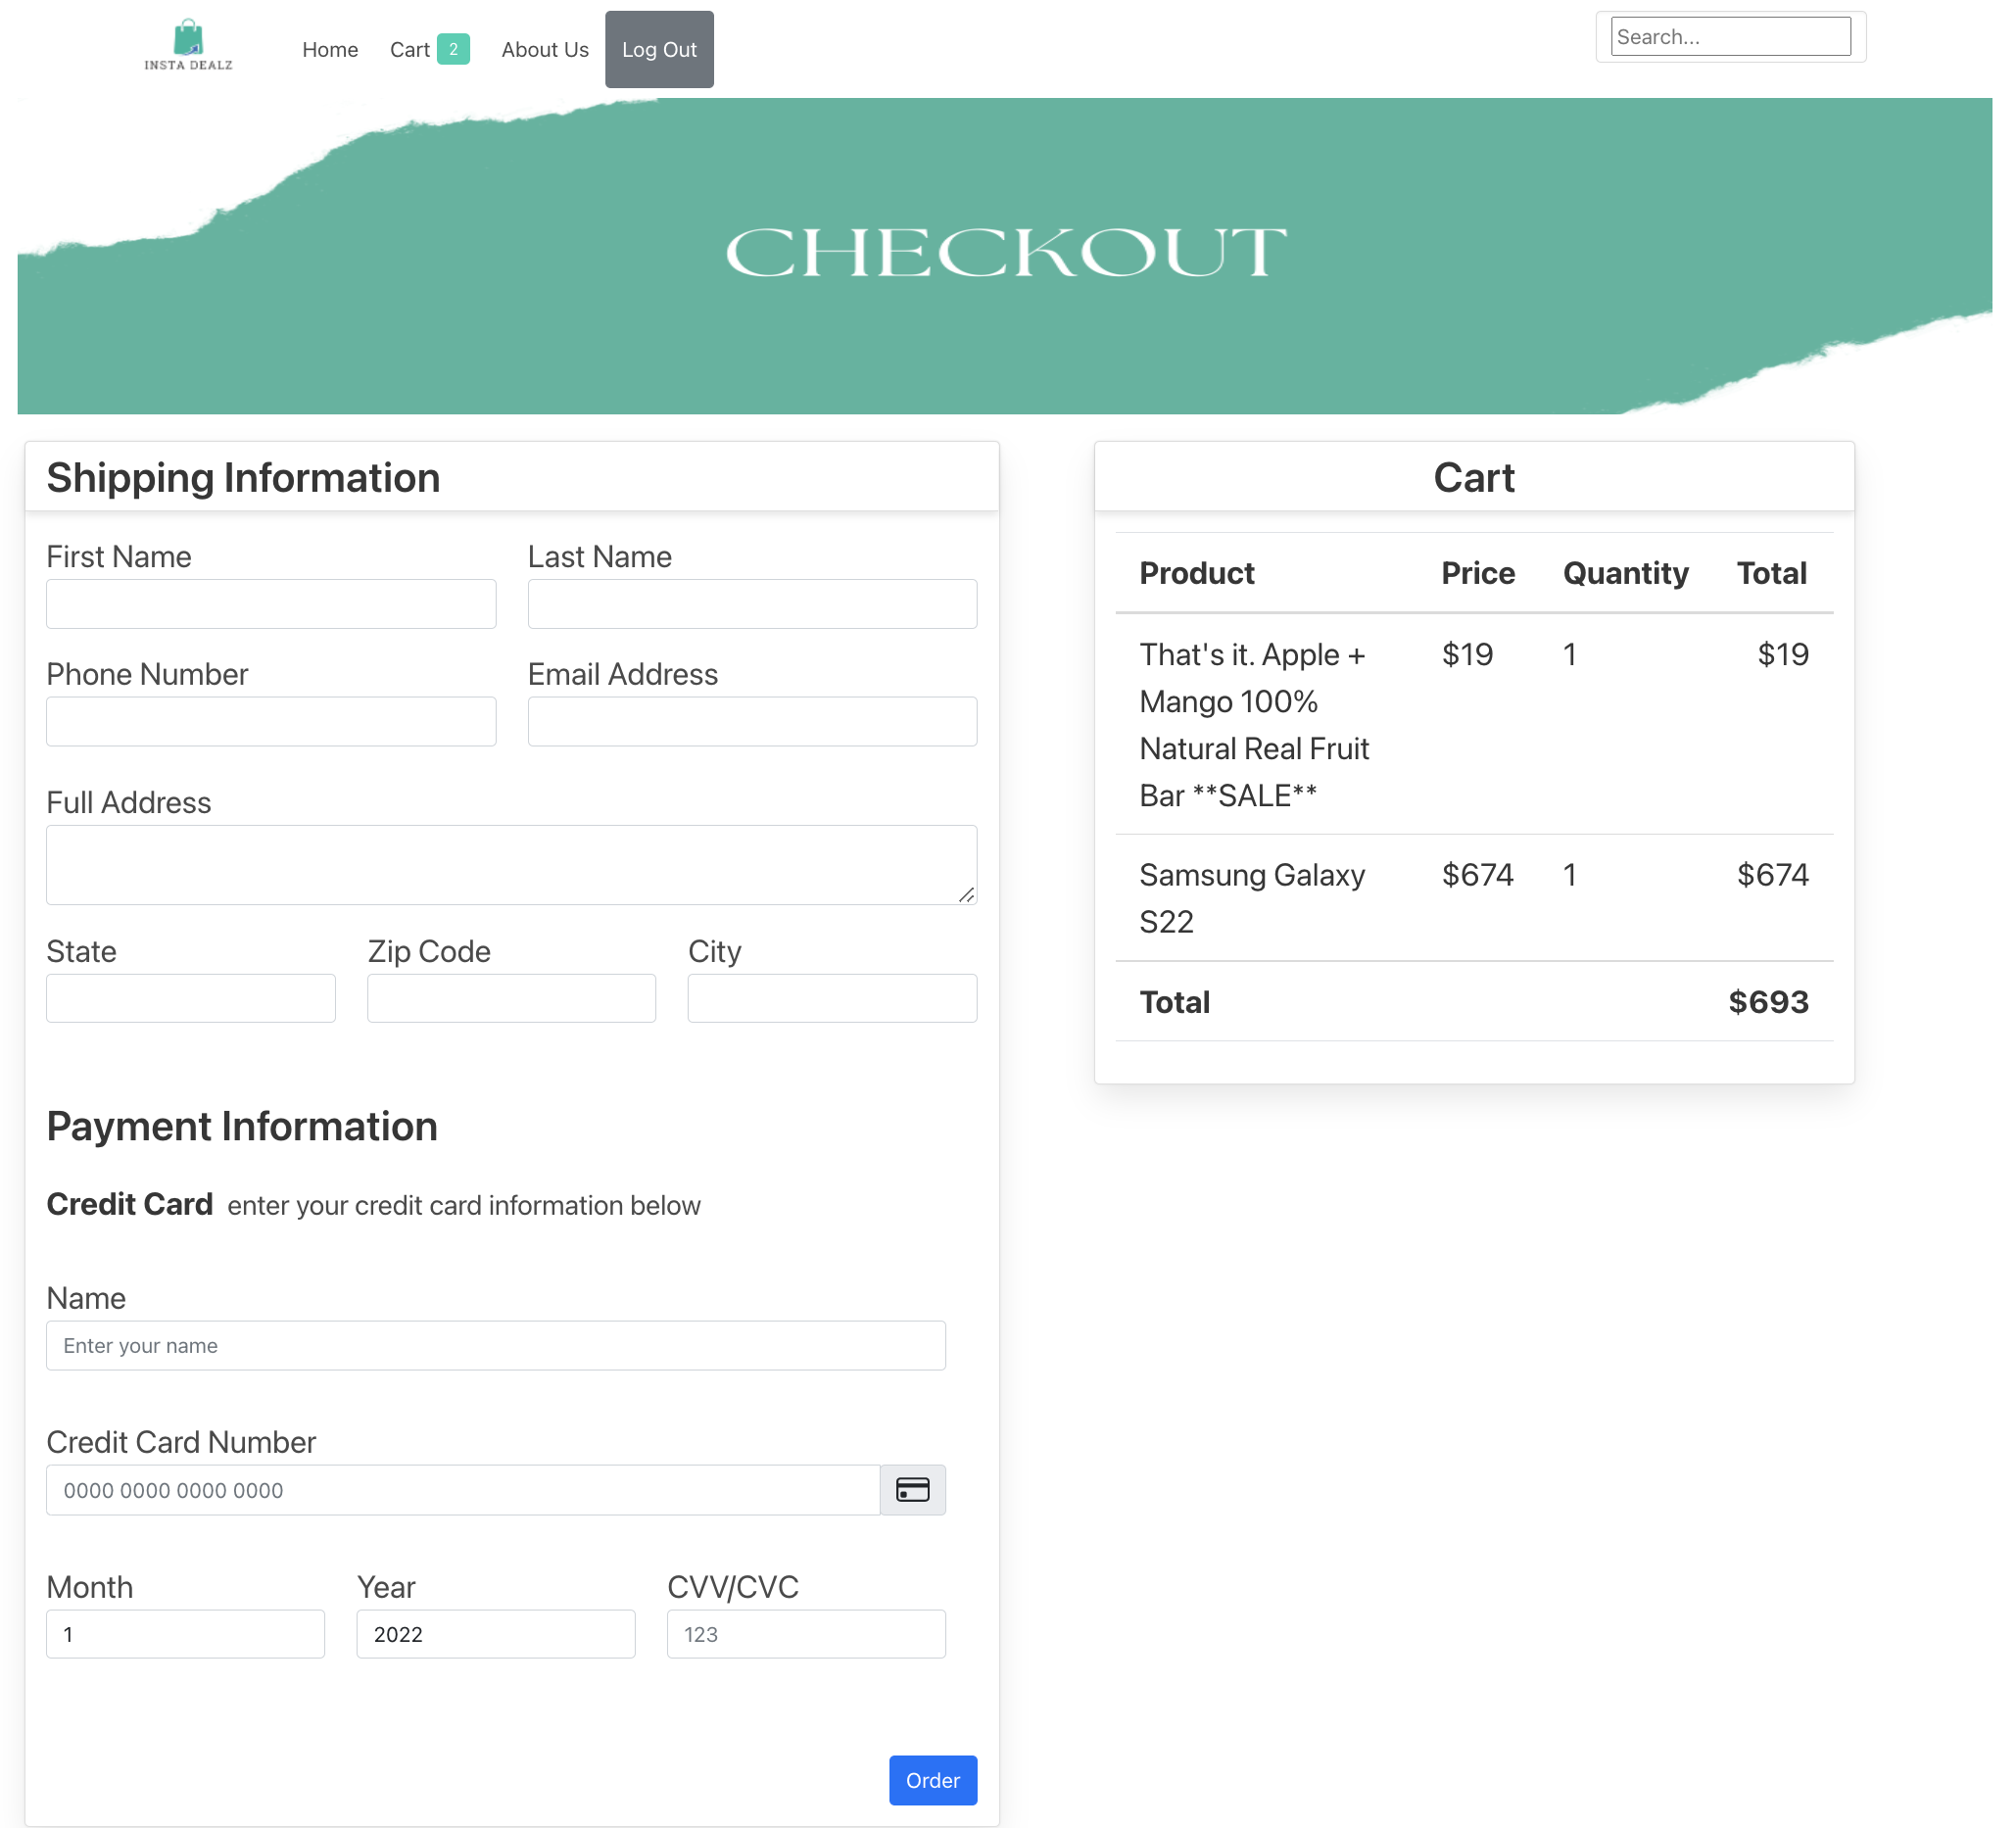 INSTA DEALZ
Home Cart 2 About Us Log Out
Search...
CHECKOUT
Shipping Information
First Name Last Name
Phone Number Email Address
Full Address
State Zip Code City
Payment Information
Credit Card enter your credit card information below
Name
Enter your name
Credit Card Number
0000 0000 0000 0000
Month Year CVV/CVC
1 2022 123
Order
Cart
Product Price Quantity Total
That's it. Apple + $19 1 $19
Mango 100%
Natural Real Fruit
Bar **SALE**
Samsung Galaxy $674 1 $674
S22
Total $693